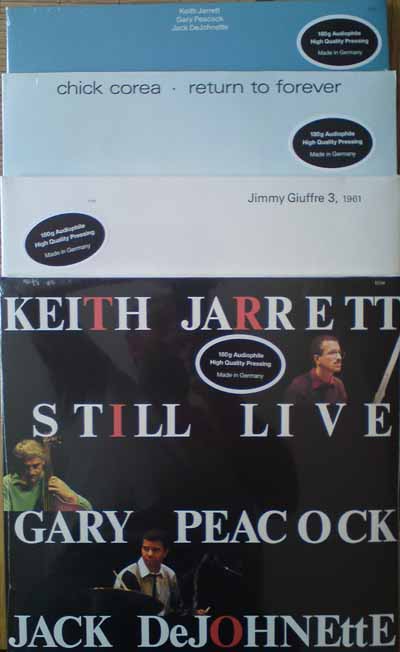 Keith Jarrett
Gary Peacock
Jack DeJohnette
180g Audiophile
High Quality Pressing
Made in Germany
chick corea · return to forever
180g Audiophile
High Quality Pressing
Made in Germany
Jimmy Giuffre 3, 1961
180g Audiophile
High Quality Pressing
Made in Germany
KEITH JARRETT
180g Audiophile
High Quality Pressing
Made in Germany
STILL LIVE
GARY PEACOCK
JACK DeJOHNEttE